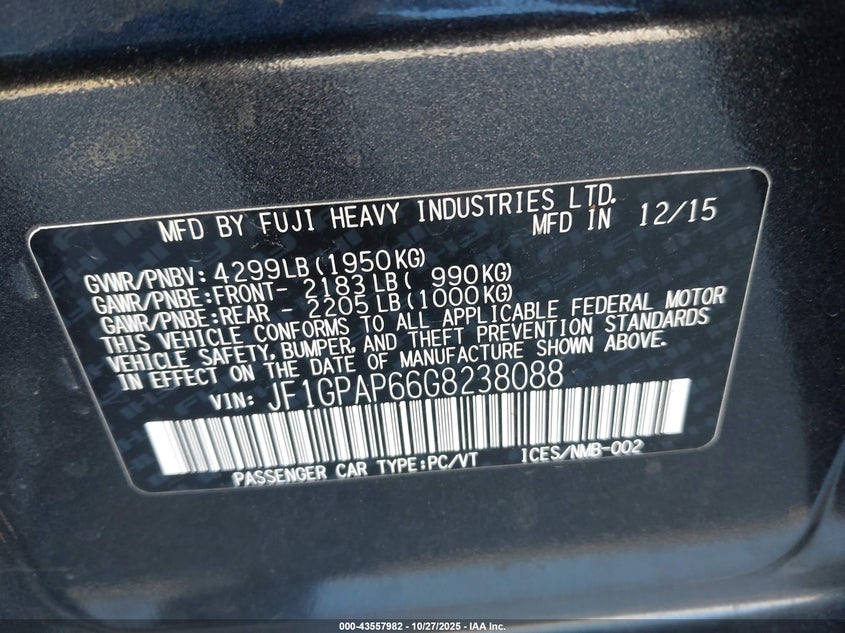 MFD BY FUJI HEAVY INDUSTRIES LTD.
MFD IN 12/15
GVWR/PNBV: 4299LB(1950KG)
GAWR/PNBE:FRONT- 2183LB( 990KG)
GAWR/PNBE:REAR - 2205LB(1000KG)
THIS VEHICLE CONFORMS TO ALL APPLICABLE FEDERAL MOTOR
VEHICLE SAFETY, BUMPER, AND THEFT PREVENTION STANDARDS
IN EFFECT ON THE DATE OF MANUFACTURE SHOWN ABOVE.
VIN: JF1GPAP66G8238088
PASSENGER CAR TYPE:PC/VT ICES/NMB-002
000-43557982 - 10/27/2025 - IAA Inc.